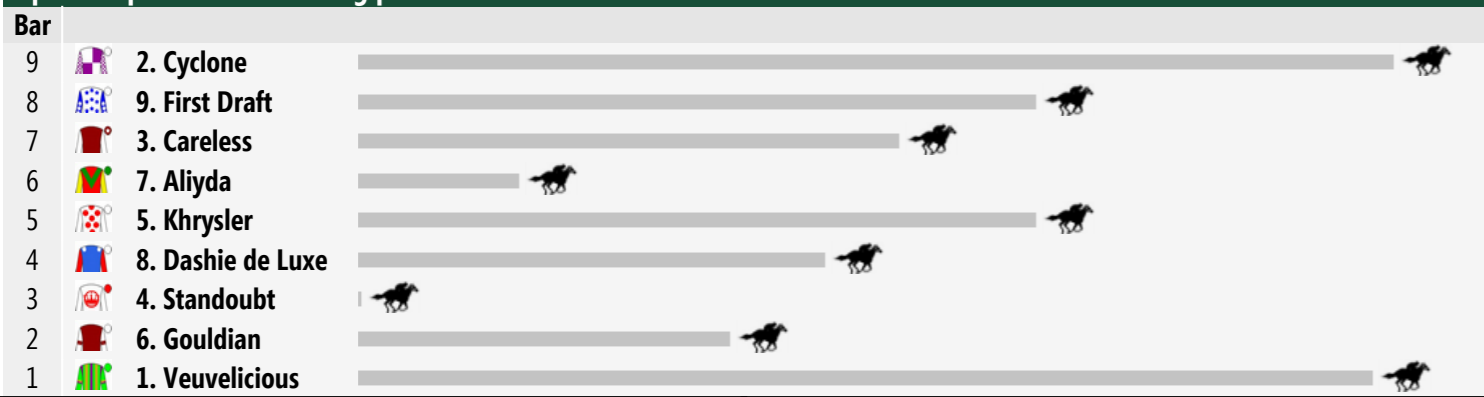 Bar
9 2. Cyclone
8 9. First Draft
7 3. Careless
6 7. Aliyda
5 5. Khrysler
4 8. Dashie de Luxe
3 4. Standoubt
2 6. Gouldian
1 1. Veuvelicious